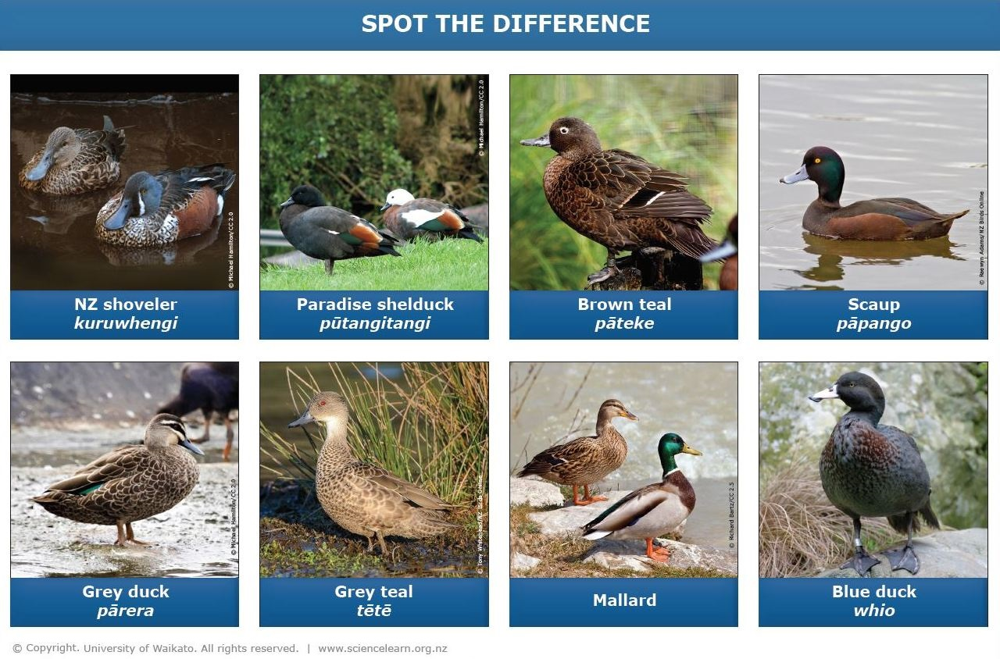 SPOT THE DIFFERENCE
© Michael Hamilton/CC 2.0
© Michael Hamilton/CC 2.0
© Raewyn Adams/NZ Birds Online
NZ shoveler
kuruwhengi
Paradise shelduck
pūtangitangi
Brown teal
pāteke
Scaup
pāpango
© Michael Hamilton/CC 2.0
© Tony Whitehead/NZ Birds Online
© Richard Bartz/CC 2.5
Grey duck
pārera
Grey teal
tētē
Mallard
Blue duck
whio
© Copyright. University of Waikato. All rights reserved. | www.sciencelearn.org.nz